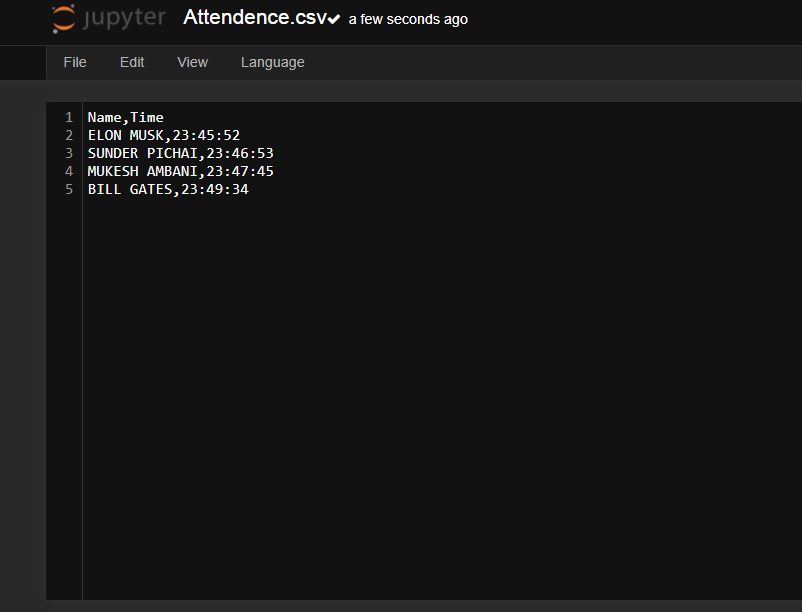 jupyter Attendence.csv✔ a few seconds ago
File Edit View Language
1 Name,Time
2 ELON MUSK,23:45:52
3 SUNDER PICHAI,23:46:53
4 MUKESH AMBANI,23:47:45
5 BILL GATES,23:49:34